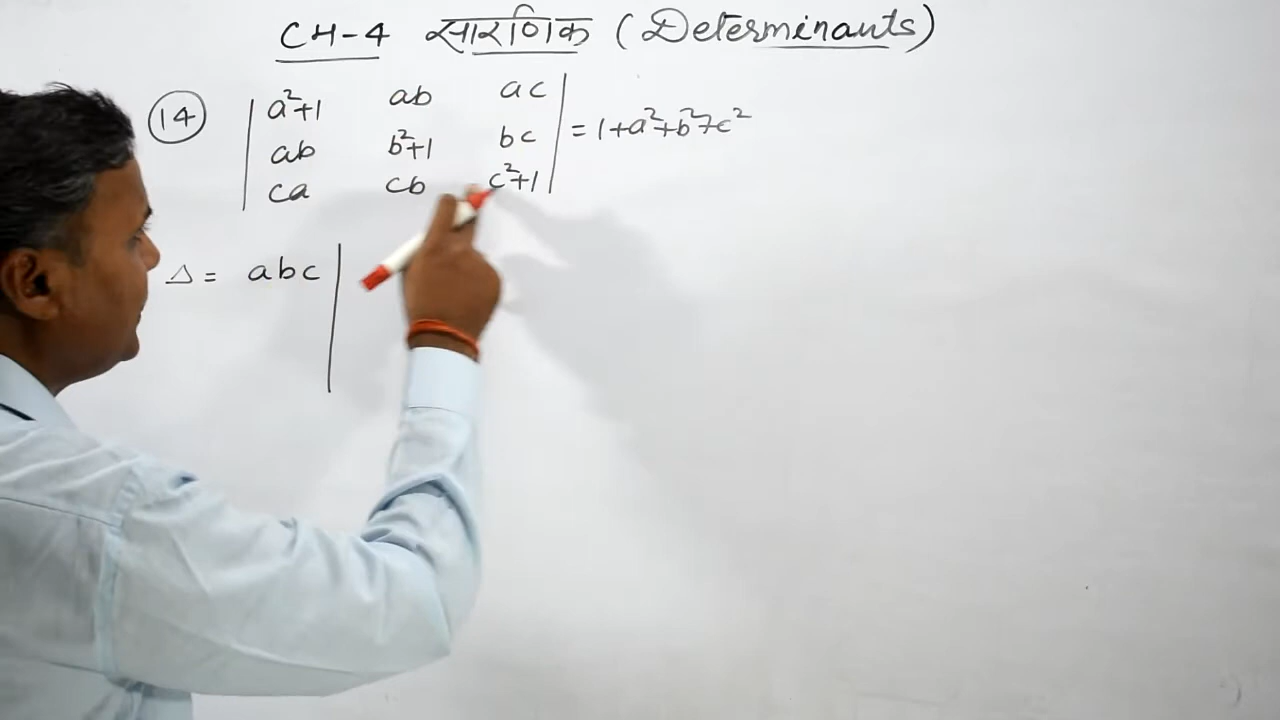 CH-4 सारणिक (Determinants)
14 | a²+1 ab ac |
| ab b²+1 bc | = 1+a²+b²+c²
| ca cb c²+1 |
Δ = abc |